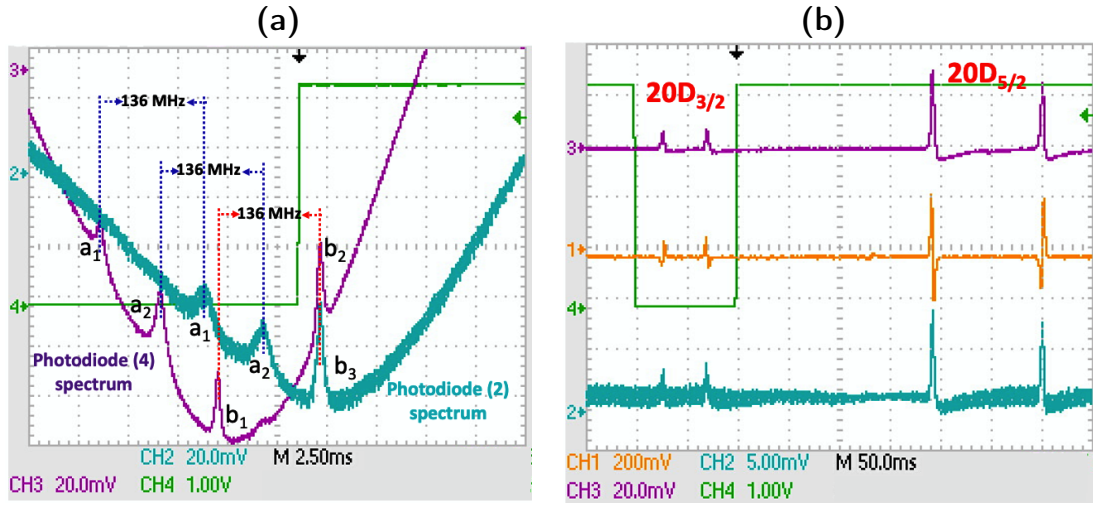 (a)
(b)
3
2
4
136 MHz
136 MHz
136 MHz
a1
a2
a1
a2
b1
b2
b3
Photodiode (4)
spectrum
Photodiode (2)
spectrum
CH2 20.0mV M 2.50ms
CH3 20.0mV CH4 1.00V
20D3/2
20D5/2
3
1
4
2
CH1 200mV CH2 5.00mV M 50.0ms
CH3 20.0mV CH4 1.00V